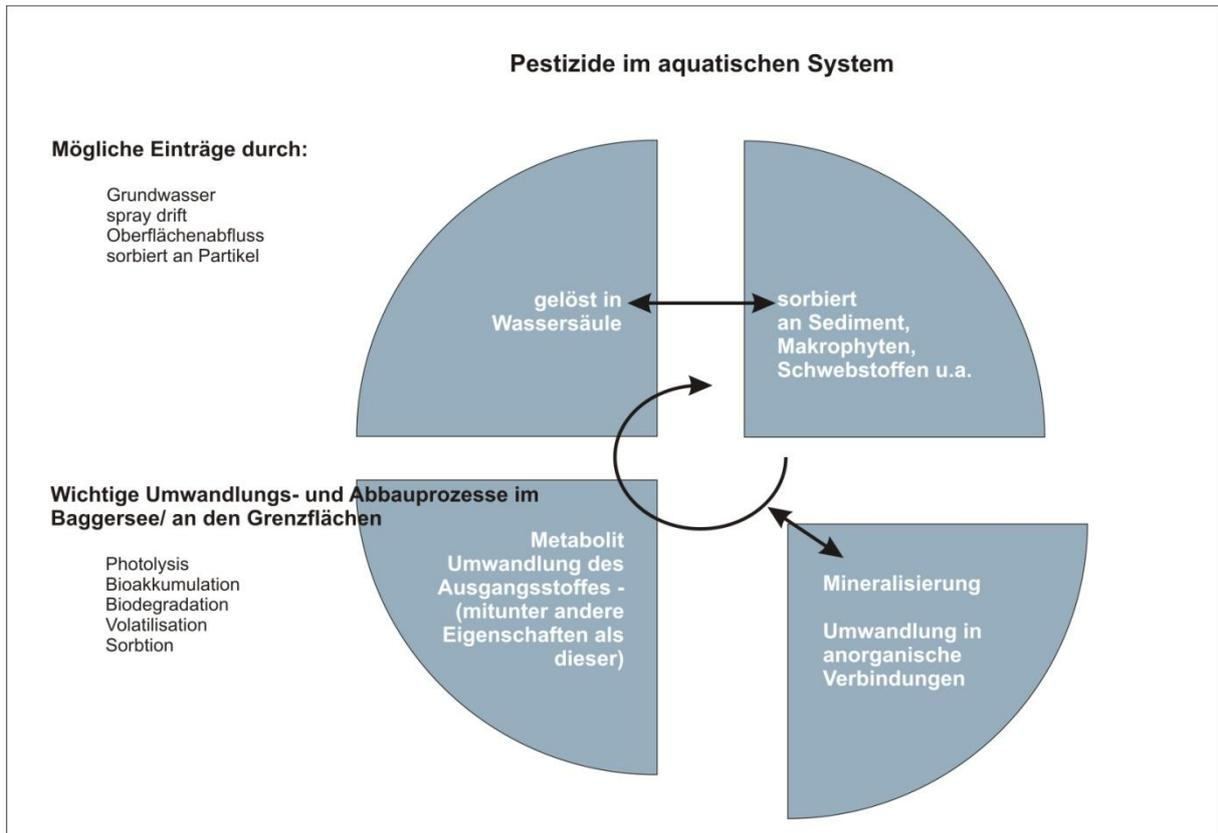 Pestizide im aquatischen System
Mögliche Einträge durch:
Grundwasser
spray drift
Oberflächenabfluss
sorbiert an Partikel
gelöst in
Wassersäule
sorbiert
an Sediment,
Makrophyten,
Schwebstoffen u.a.
Wichtige Umwandlungs- und Abbauprozesse im
Baggersee/ an den Grenzflächen
Photolysis
Bioakkumulation
Biodegradation
Volatilisation
Sorbtion
Metabolit
Umwandlung des
Ausgangsstoffes -
(mitunter andere
Eigenschaften als
dieser)
Mineralisierung
Umwandlung in
anorganische
Verbindungen